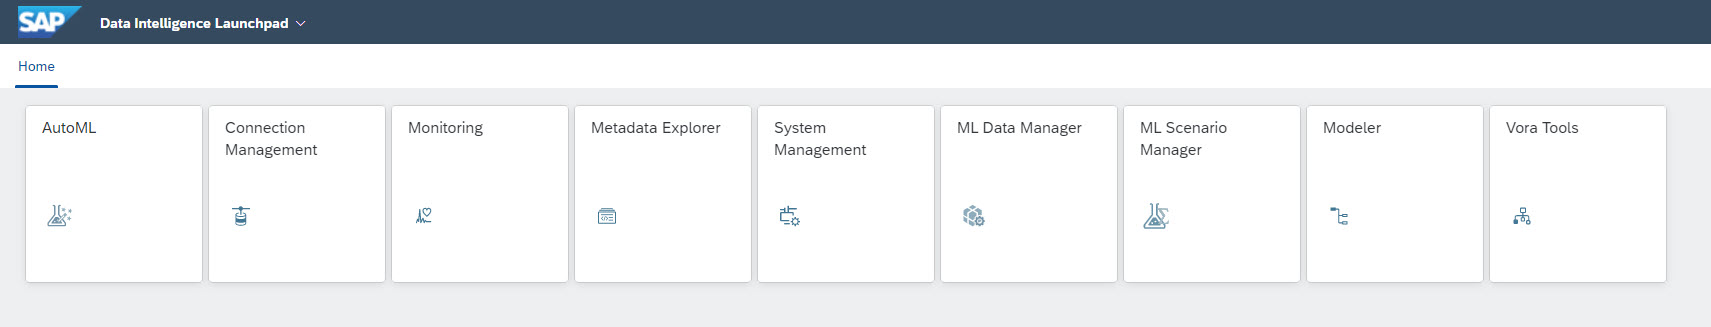 SAP
Data Intelligence Launchpad
Home
AutoML
Connection
Management
Monitoring
Metadata Explorer
System
Management
ML Data Manager
ML Scenario
Manager
Modeler
Vora Tools